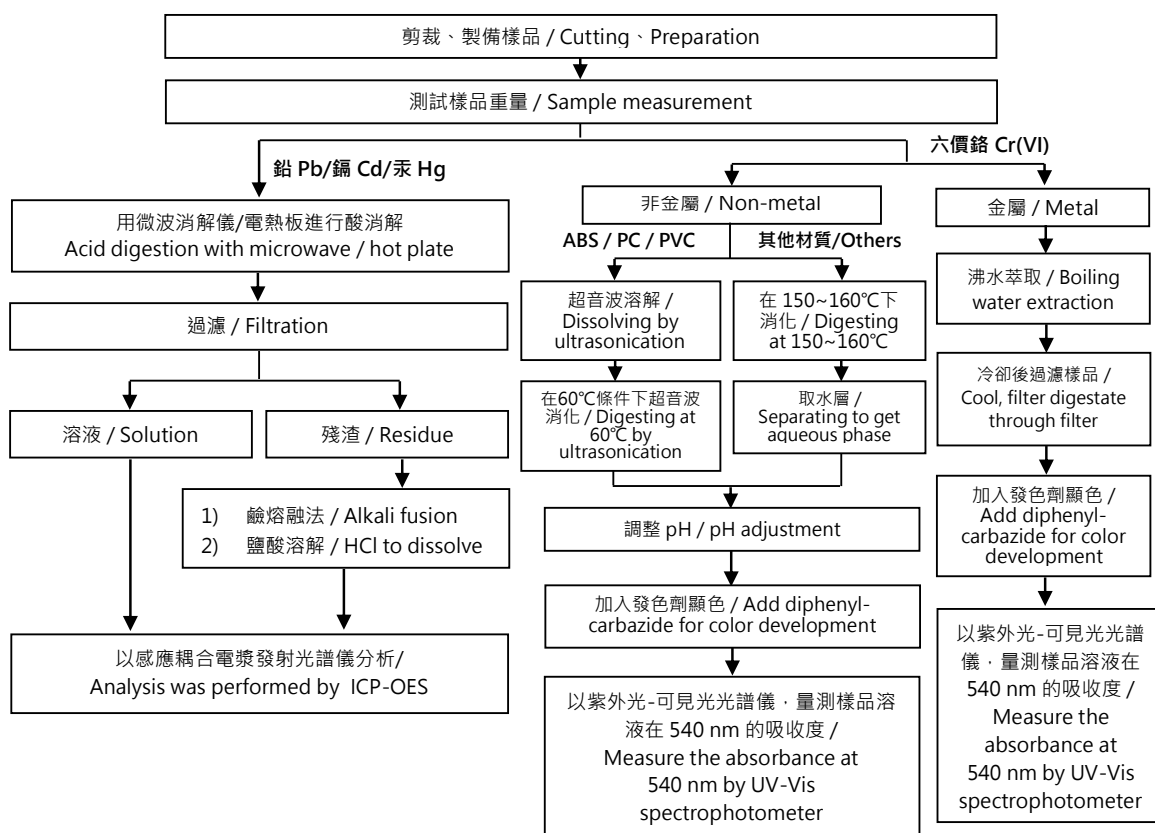 剪裁、製備樣品 / Cutting、Preparation
測試樣品重量 / Sample measurement
鉛 Pb/鎘 Cd/汞 Hg
用微波消解儀/電熱板進行酸消解
Acid digestion with microwave / hot plate
過濾 / Filtration
溶液 / Solution
殘渣 / Residue
1) 鹼熔融法 / Alkali fusion
2) 鹽酸溶解 / HCl to dissolve
以感應耦合電漿發射光譜儀分析/
Analysis was performed by ICP-OES
六價鉻 Cr(VI)
非金屬 / Non-metal
ABS / PC / PVC
超音波溶解 /
Dissolving by
ultrasonication
在60℃條件下超音波
消化 / Digesting at
60℃ by
ultrasonication
其他材質/Others
在 150~160℃下
消化 / Digesting
at 150~160℃
取水層 /
Separating to get
aqueous phase
調整 pH / pH adjustment
加入發色劑顯色 / Add diphenyl-
carbazide for color development
以紫外光-可見光光譜儀，量測樣品溶
液在 540 nm 的吸收度 /
Measure the absorbance at
540 nm by UV-Vis
spectrophotometer
金屬 / Metal
沸水萃取 / Boiling
water extraction
冷卻後過濾樣品 /
Cool, filter digestate
through filter
加入發色劑顯色 /
Add diphenyl-
carbazide for color
development
以紫外光-可見光光譜
儀，量測樣品溶液在
540 nm 的吸收度 /
Measure the
absorbance at
540 nm by UV-Vis
spectrophotometer